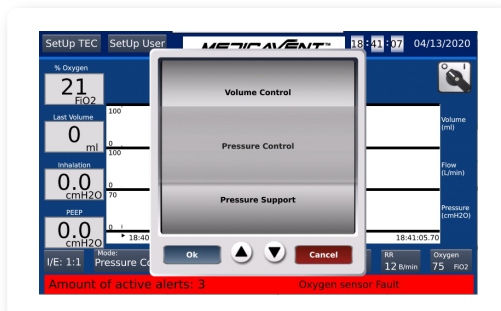 SetUp TEC SetUp User MEDICAVENT™ 18:41:07 04/13/2020
% Oxygen
21
FiO2
O I
Last Volume
0
ml
Inhalation
0.0
cmH2O
PEEP
0.0
cmH2O
100
0
100
0
70
0
18:40
Volume Control
Pressure Control
Pressure Support
Ok Cancel
Volume
(ml)
Flow
(L/min)
Pressure
(cmH2O)
18:41:05.70
I/E: 1:1
Mode:
Pressure Co
RR
12 B/min
Oxygen
75 FiO2
Amount of active alerts: 3 Oxygen sensor Fault